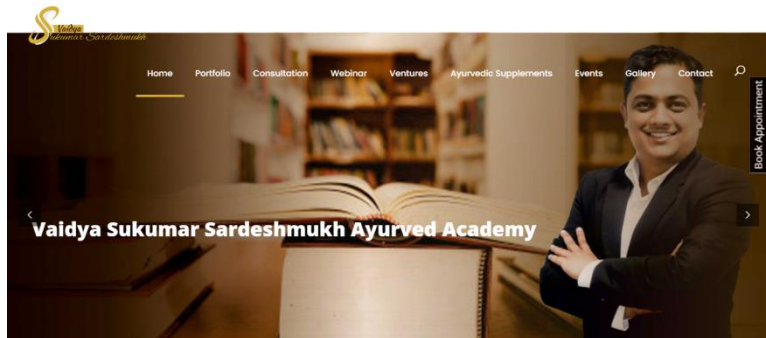 Vaidya
Sukumar Sardeshmukh
Home Portfolio Consultation Webinar Ventures Ayurvedic Supplements Events Gallery Contact
Book Appointment
Vaidya Sukumar Sardeshmukh Ayurved Academy